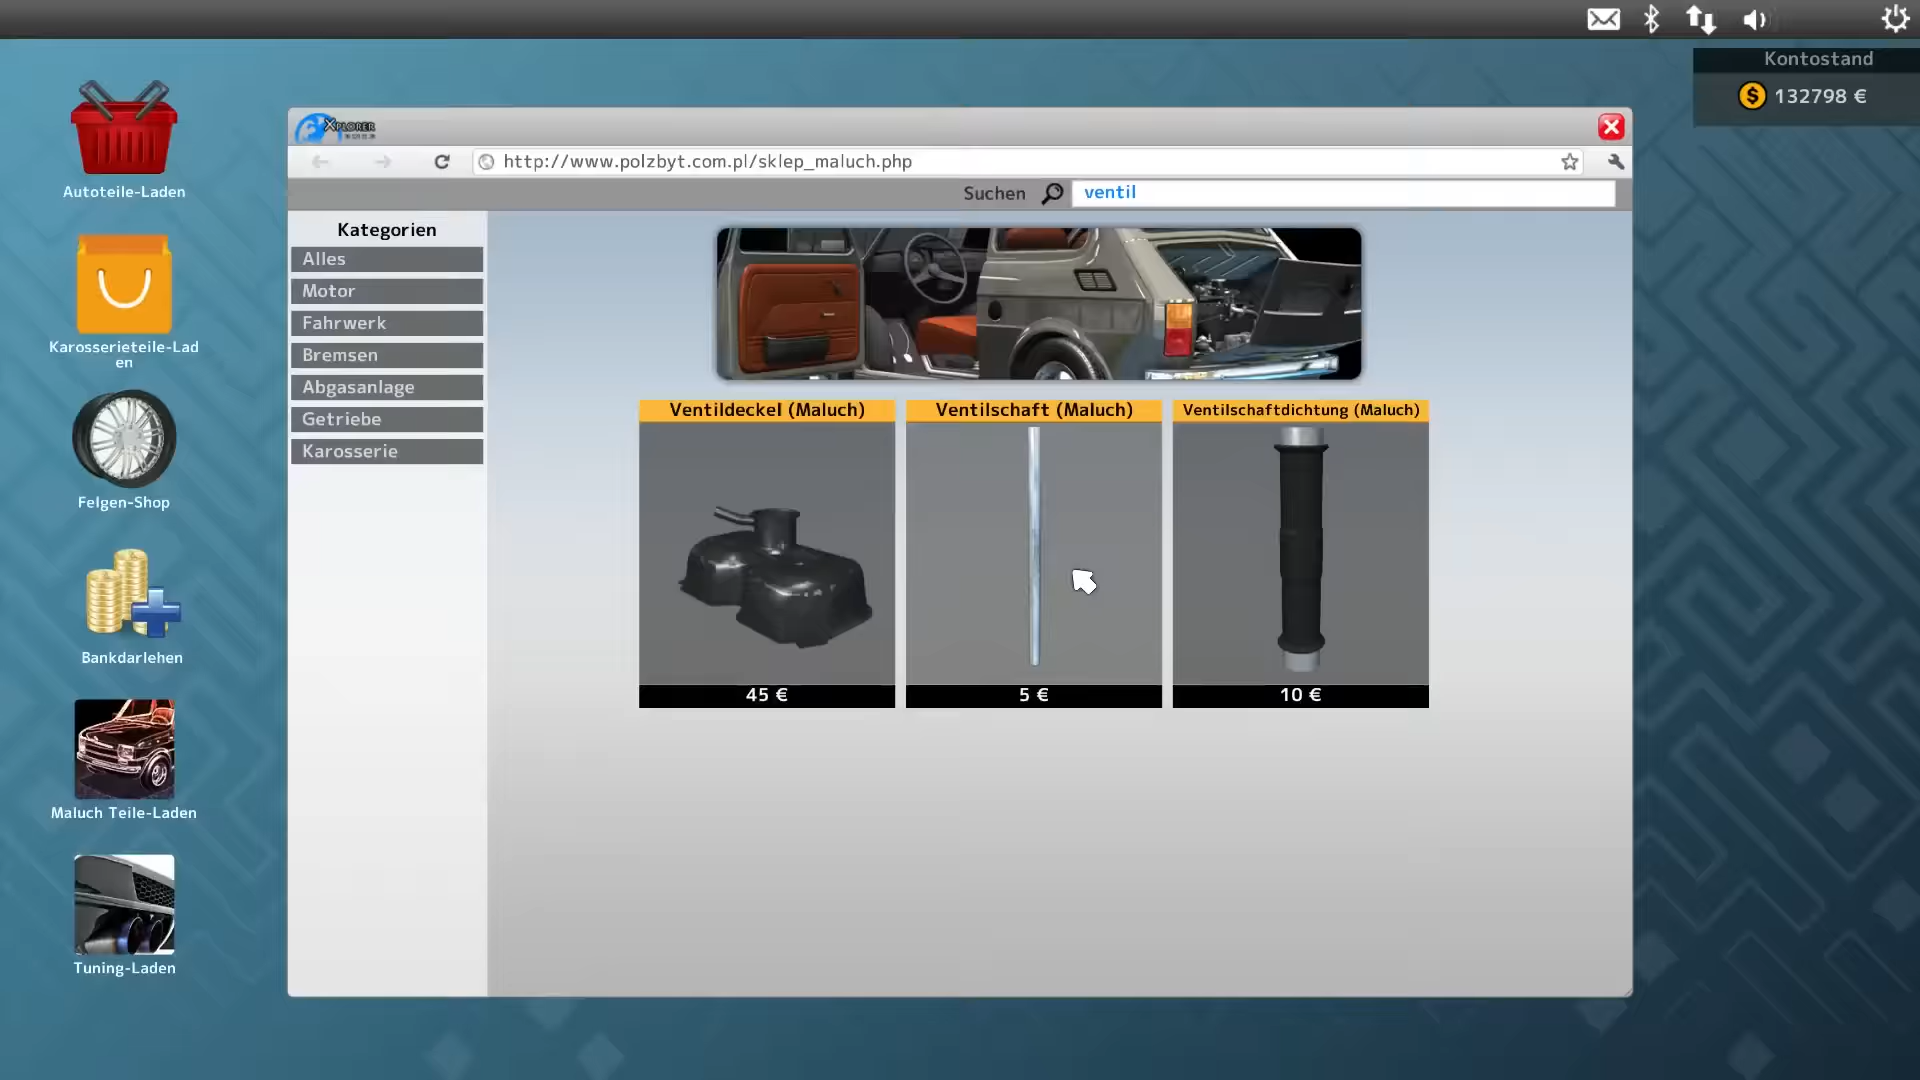 Kontostand
132798 €
Autoteile-Laden
Karosserieteile-Lad
en
Felgen-Shop
Bankdarlehen
Maluch Teile-Laden
Tuning-Laden
XPLORER
http://www.polzbyt.com.pl/sklep_maluch.php
Suchen ventil
Kategorien
Alles
Motor
Fahrwerk
Bremsen
Abgasanlage
Getriebe
Karosserie
Ventildeckel (Maluch)
45 €
Ventilschaft (Maluch)
5 €
Ventilschaftdichtung (Maluch)
10 €